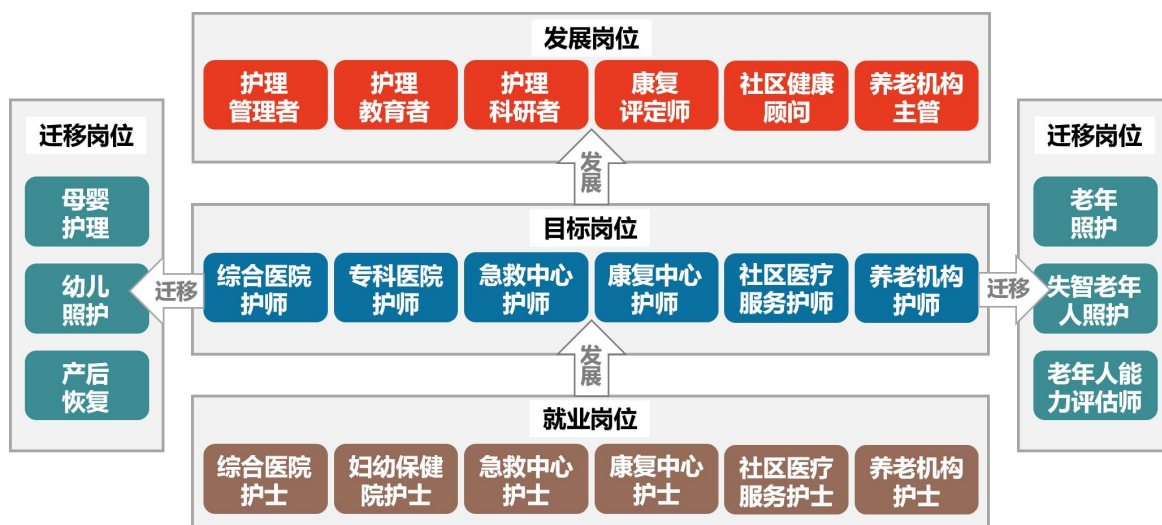 发展岗位
护理
管理者
护理
教育者
护理
科研者
康复
评定师
社区健康
顾问
养老机构
主管
迁移岗位
母婴
护理
幼儿
照护
产后
恢复
发展
迁移
目标岗位
综合医院
护师
专科医院
护师
急救中心
护师
康复中心
护师
社区医疗
服务护师
养老机构
护师
迁移
迁移岗位
老年
照护
失智老年
人照护
老年人能
力评估师
发展
就业岗位
综合医院
护士
妇幼保健
院护士
急救中心
护士
康复中心
护士
社区医疗
服务护士
养老机构
护士